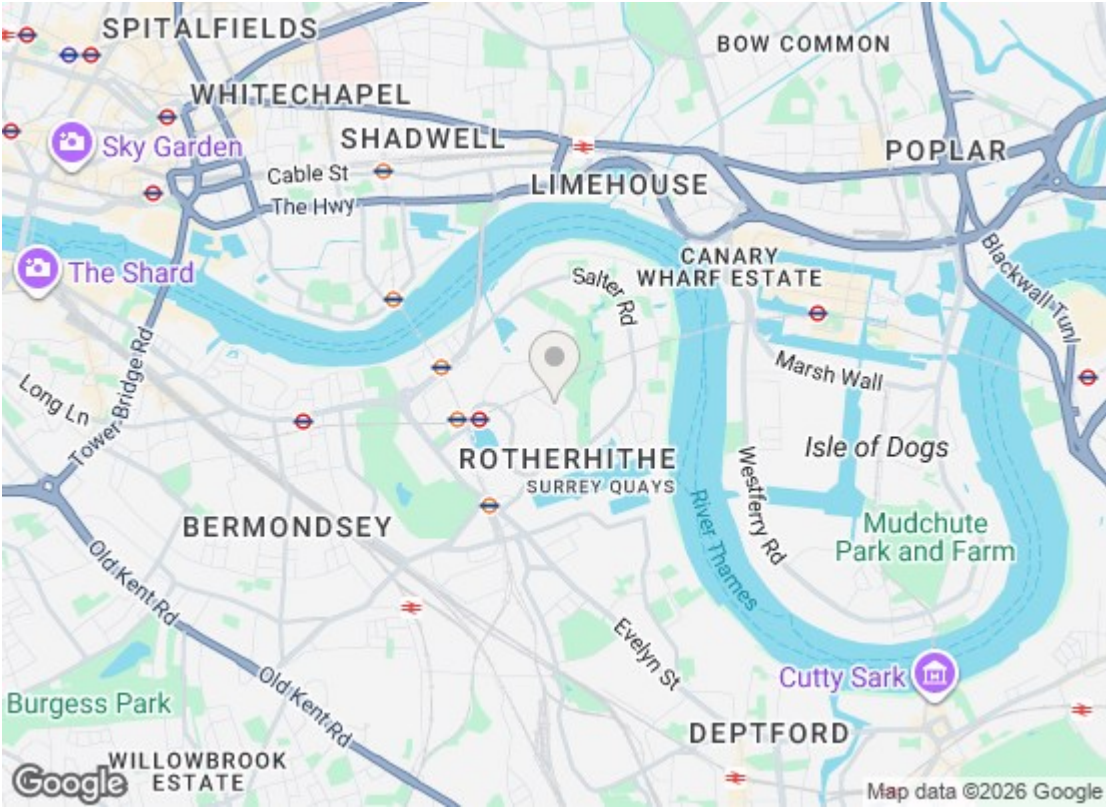 SPITALFIELDS
BOW COMMON
WHITECHAPEL
SHADWELL
Sky Garden
POPLAR
Cable St
LIMEHOUSE
The Hwy
Blackwall Tunl
CANARY
WHARF ESTATE
The Shard
Salter Rd
Tower Bridge Rd
Marsh Wall
Long Ln
Isle of Dogs
ROTHERHITHE
SURREY QUAYS
Westferry Rd
River Thames
BERMONDSEY
Mudchute
Park and Farm
Old Kent Rd
Evelyn St
Cutty Sark
Old Kent Rd
Burgess Park
DEPTFORD
WILLOWBROOK
ESTATE
Google
Map data ©2026 Google